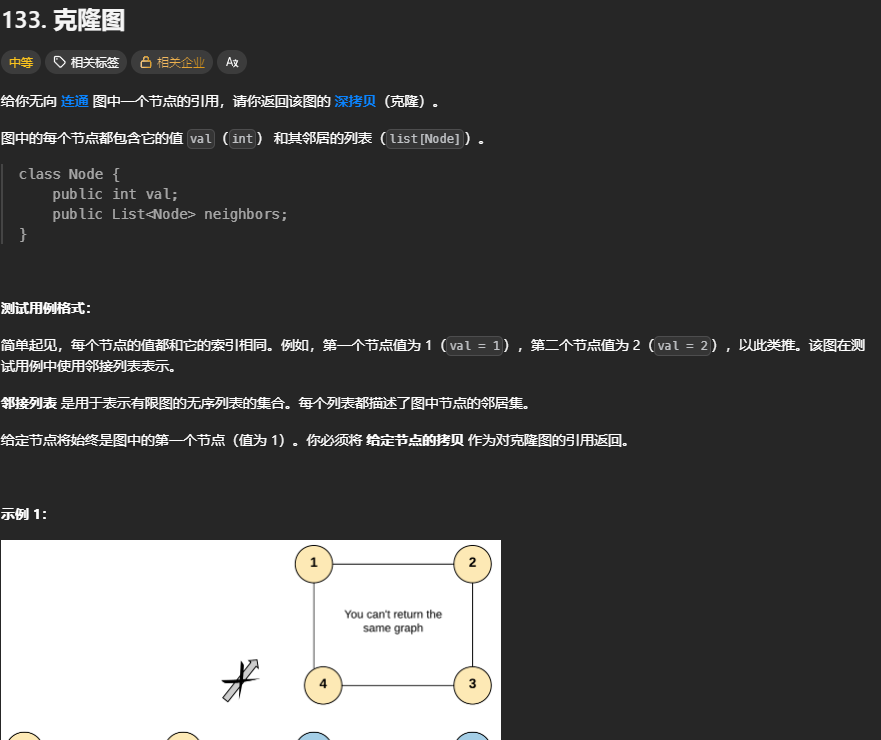 133. 克隆图
中等 相关标签 相关企业 Aㄡ
给你无向 连通 图中一个节点的引用，请你返回该图的 深拷贝（克隆）。
图中的每个节点都包含它的值 val（int） 和其邻居的列表（list[Node]）。
class Node {
    public int val;
    public List<Node> neighbors;
}
测试用例格式：
简单起见，每个节点的值都和它的索引相同。例如，第一个节点值为 1（val = 1），第二个节点值为 2（val = 2），以此类推。该图在测
试用例中使用邻接列表表示。
邻接列表 是用于表示有限图的无序列表的集合。每个列表都描述了图中节点的邻居集。
给定节点将始终是图中的第一个节点（值为 1）。你必须将 给定节点的拷贝 作为对克隆图的引用返回。
示例 1：
1 2
You can't return the
same graph
4 3